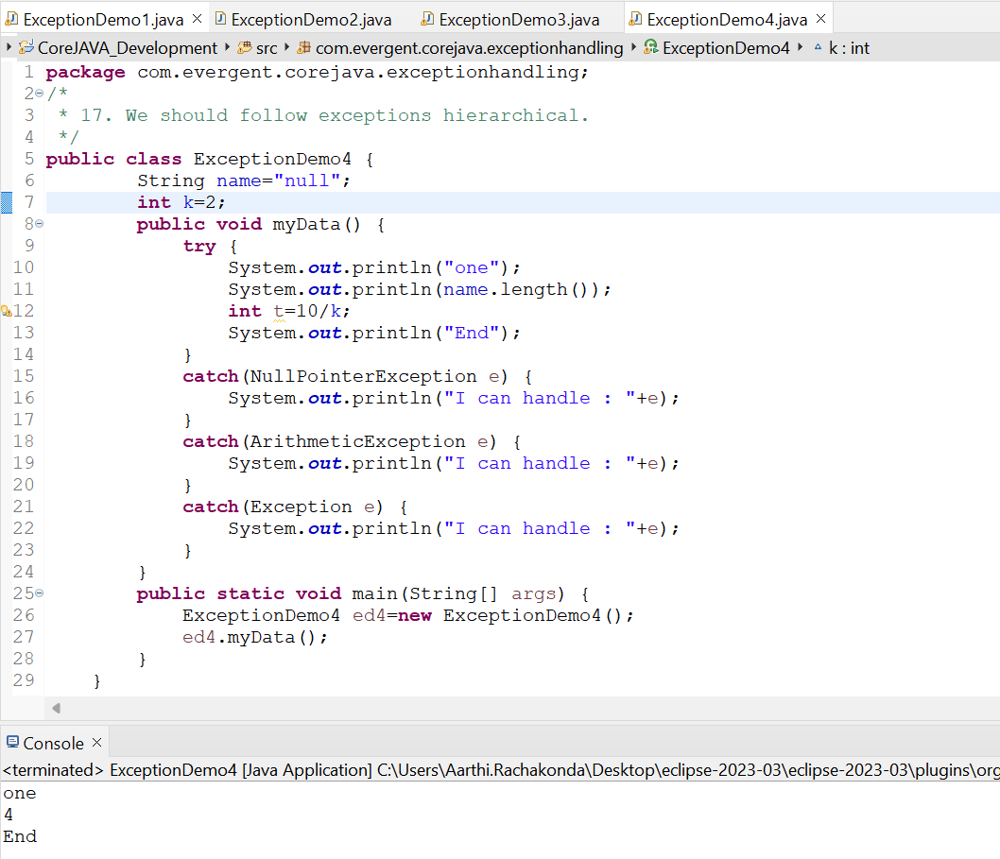 ExceptionDemo1.java × ExceptionDemo2.java ExceptionDemo3.java ExceptionDemo4.java ×
CoreJAVA_Development src com.evergent.corejava.exceptionhandling ExceptionDemo4 k : int
1 package com.evergent.corejava.exceptionhandling;
2 /*
3 * 17. We should follow exceptions hierarchical.
4 */
5 public class ExceptionDemo4 {
6 String name="null";
7 int k=2;
8 public void myData() {
9 try {
10 System.out.println("one");
11 System.out.println(name.length());
12 int t=10/k;
13 System.out.println("End");
14 }
15 catch(NullPointerException e) {
16 System.out.println("I can handle : "+e);
17 }
18 catch(ArithmeticException e) {
19 System.out.println("I can handle : "+e);
20 }
21 catch(Exception e) {
22 System.out.println("I can handle : "+e);
23 }
24 }
25 public static void main(String[] args) {
26 ExceptionDemo4 ed4=new ExceptionDemo4();
27 ed4.myData();
28 }
29 }
Console ×
<terminated> ExceptionDemo4 [Java Application] C:\Users\Aarthi.Rachakonda\Desktop\eclipse-2023-03\eclipse-2023-03\plugins\org
one
4
End